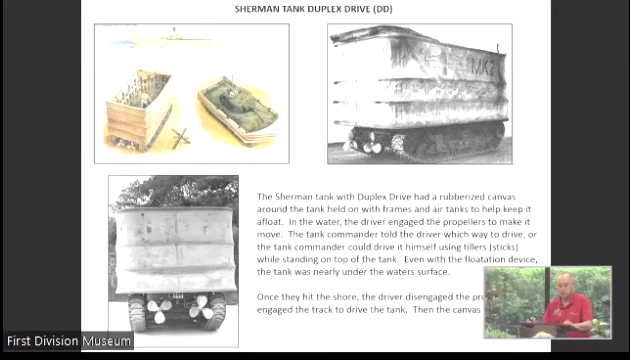 SHERMAN TANK DUPLEX DRIVE (DD)
MK2
The Sherman tank with Duplex Drive had a rubberized canvas
around the tank held on with frames and air tanks to help keep it
afloat. In the water, the driver engaged the propellers to make it
move. The tank commander told the driver which way to drive, or
the tank commander could drive it himself using tillers (sticks)
while standing on top of the tank. Even with the floatation device,
the tank was nearly under the waters surface.
Once they hit the shore, the driver disengaged the
engaged the track to drive the tank. Then the canvas
First Division Museum